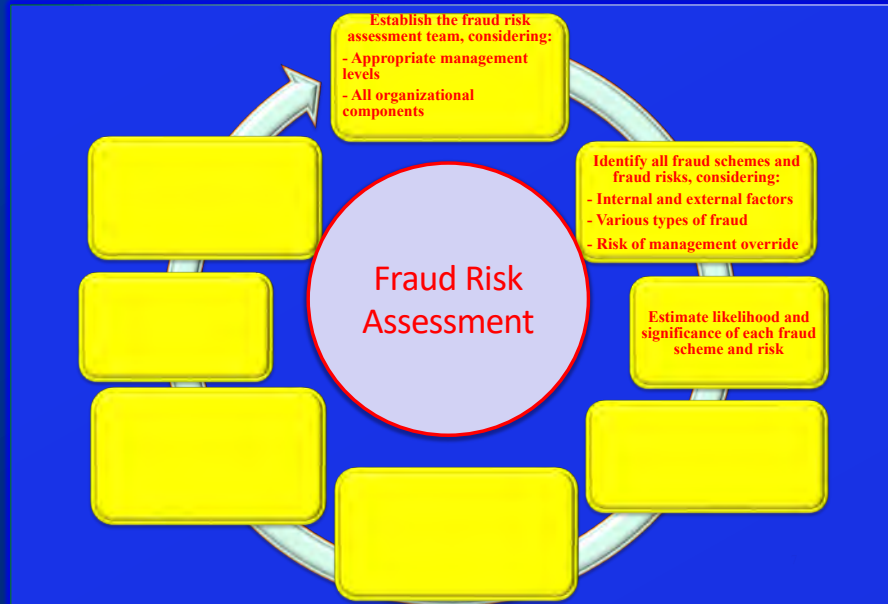 Establish the fraud risk
assessment team, considering:
- Appropriate management
levels
- All organizational
components
Identify all fraud schemes and
fraud risks, considering:
- Internal and external factors
- Various types of fraud
- Risk of management override
Estimate likelihood and
significance of each fraud
scheme and risk
Fraud Risk
Assessment